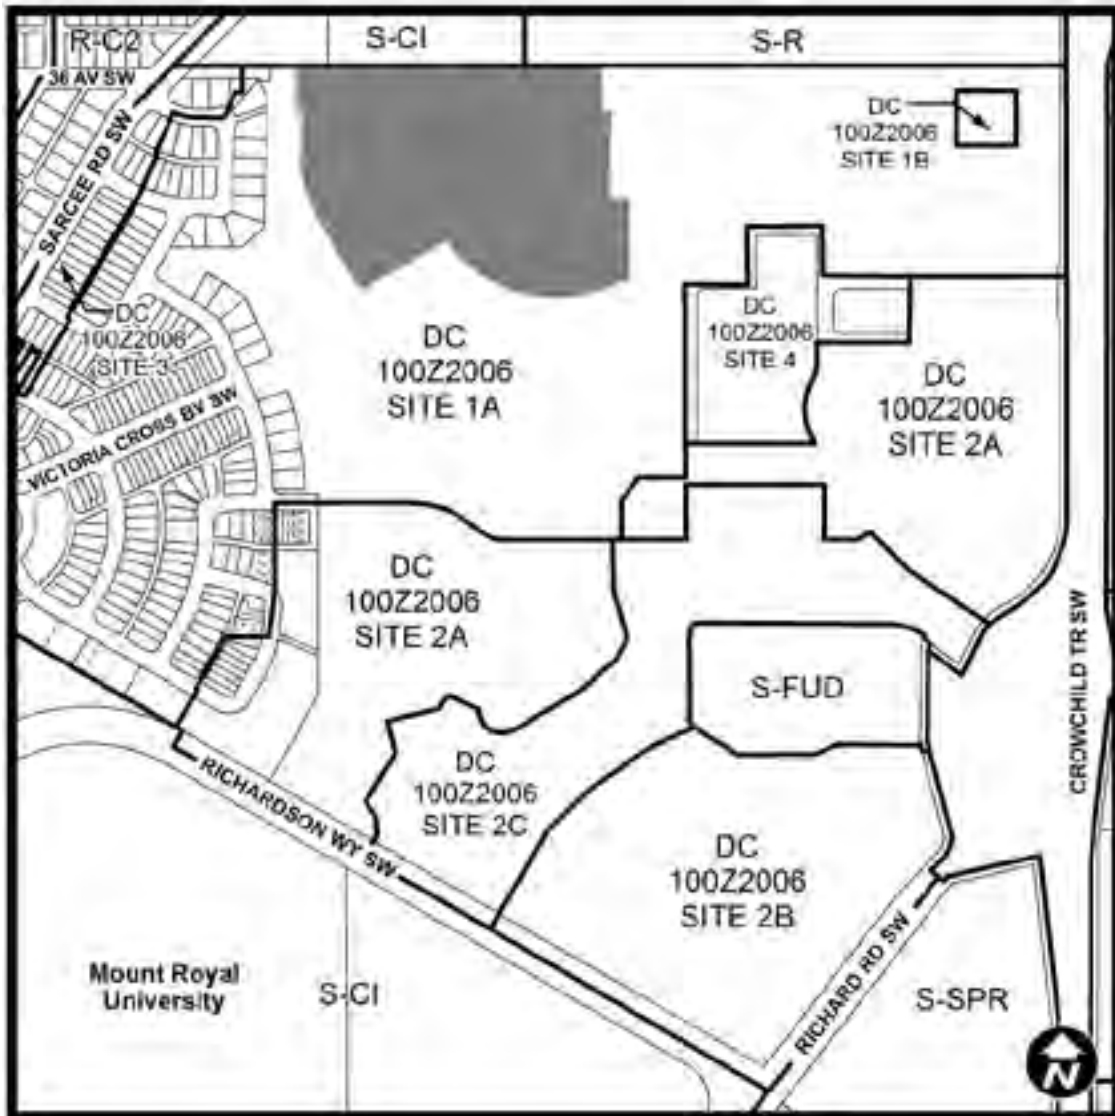 R-C2
S-CI
S-R
36 AV SW
SARCEE RD SW
DC
100Z2006
SITE 1B
DC
100Z2006
SITE 3
DC
100Z2006
SITE 1A
DC
100Z2006
SITE 4
DC
100Z2006
SITE 2A
VICTORIA CROSS BV SW
DC
100Z2006
SITE 2A
S-FUD
CROWCHILD TR SW
DC
100Z2006
SITE 2C
RICHARDSON WY SW
DC
100Z2006
SITE 2B
RICHARD RD SW
Mount Royal
University
S-CI
S-SPR
N